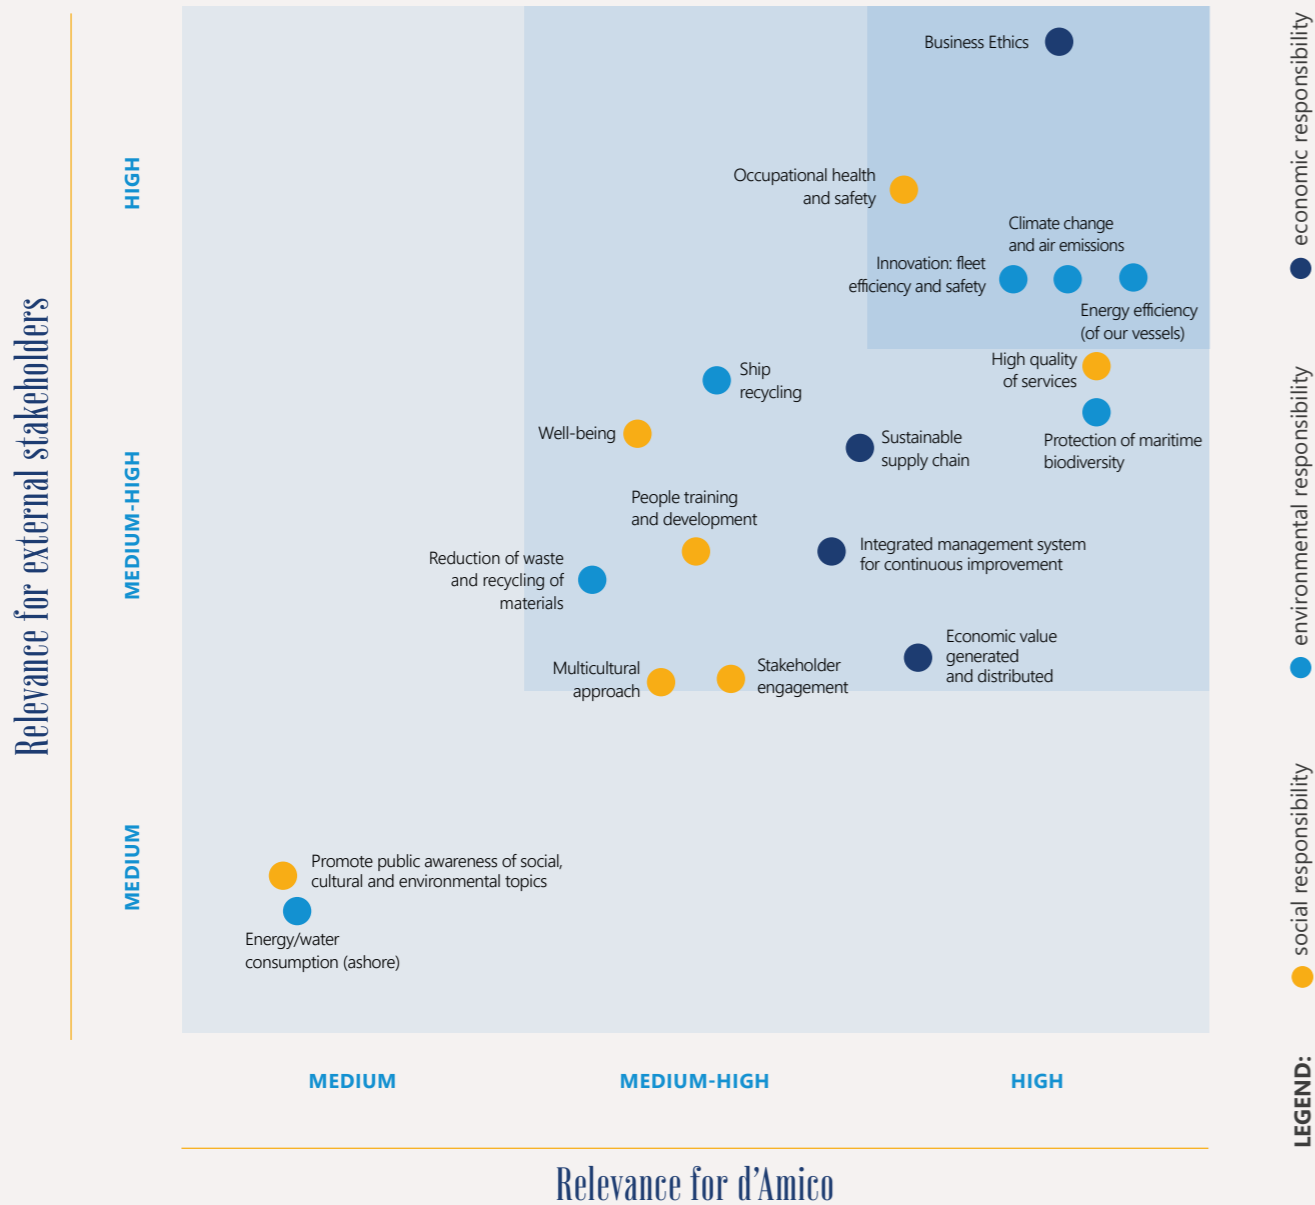 Business Ethics
Occupational health
and safety
Climate change
and air emissions
Innovation: fleet
efficiency and safety
Energy efficiency
(of our vessels)
High quality
of services
Ship
recycling
Well-being
Sustainable
supply chain
Protection of maritime
biodiversity
People training
and development
Integrated management system
for continuous improvement
Reduction of waste
and recycling of
materials
Economic value
generated
and distributed
Multicultural
approach
Stakeholder
engagement
Promote public awareness of social,
cultural and environmental topics
Energy/water
consumption (ashore)
Relevance for external stakeholders
HIGH
MEDIUM-HIGH
MEDIUM
MEDIUM
MEDIUM-HIGH
HIGH
Relevance for d'Amico
LEGEND:
social responsibility
environmental responsibility
economic responsibility